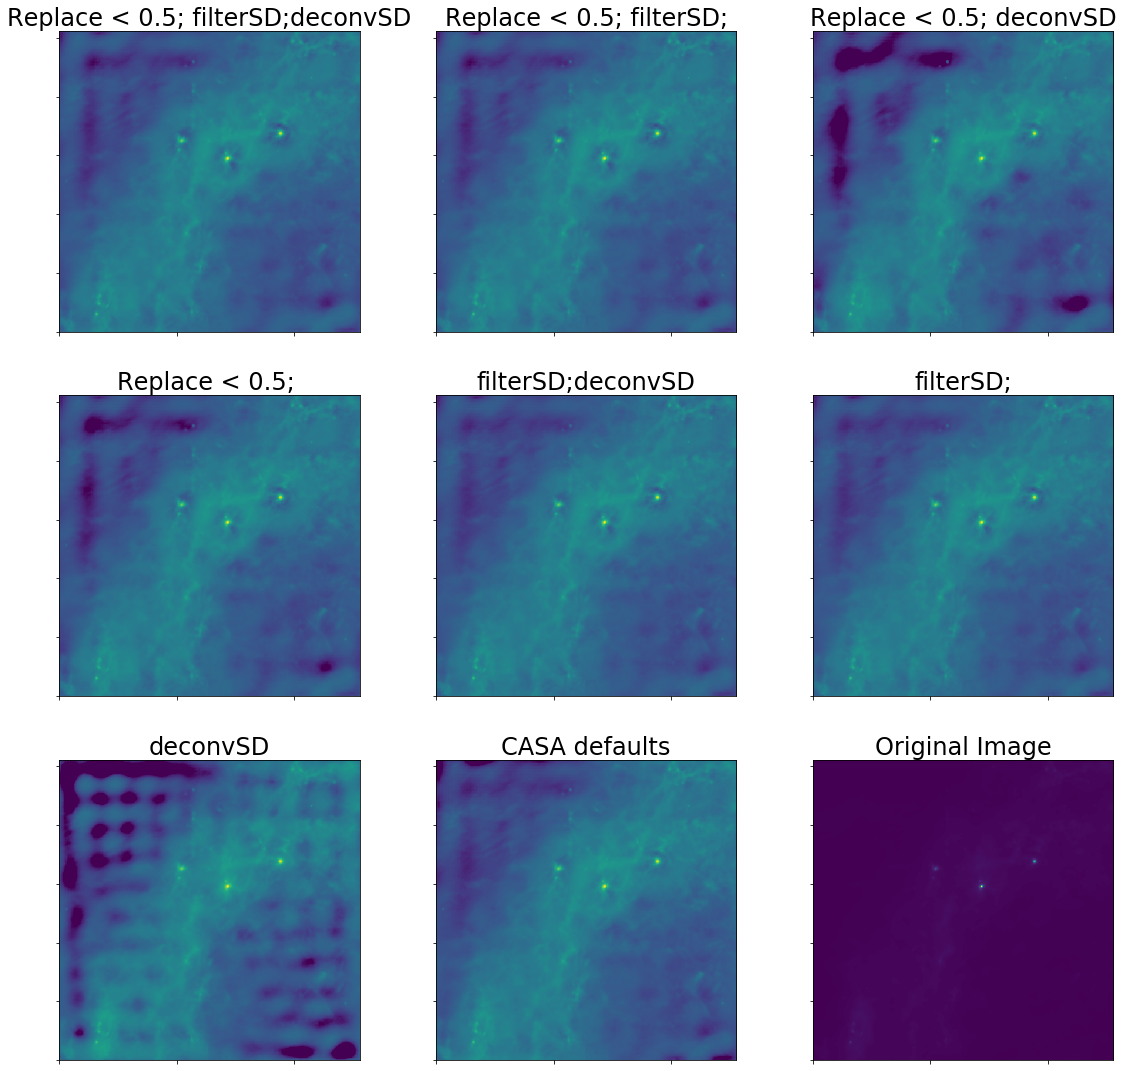 Replace < 0.5; filterSD;deconvSD
Replace < 0.5; filterSD;
Replace < 0.5; deconvSD
Replace < 0.5;
filterSD;deconvSD
filterSD;
deconvSD
CASA defaults
Original Image